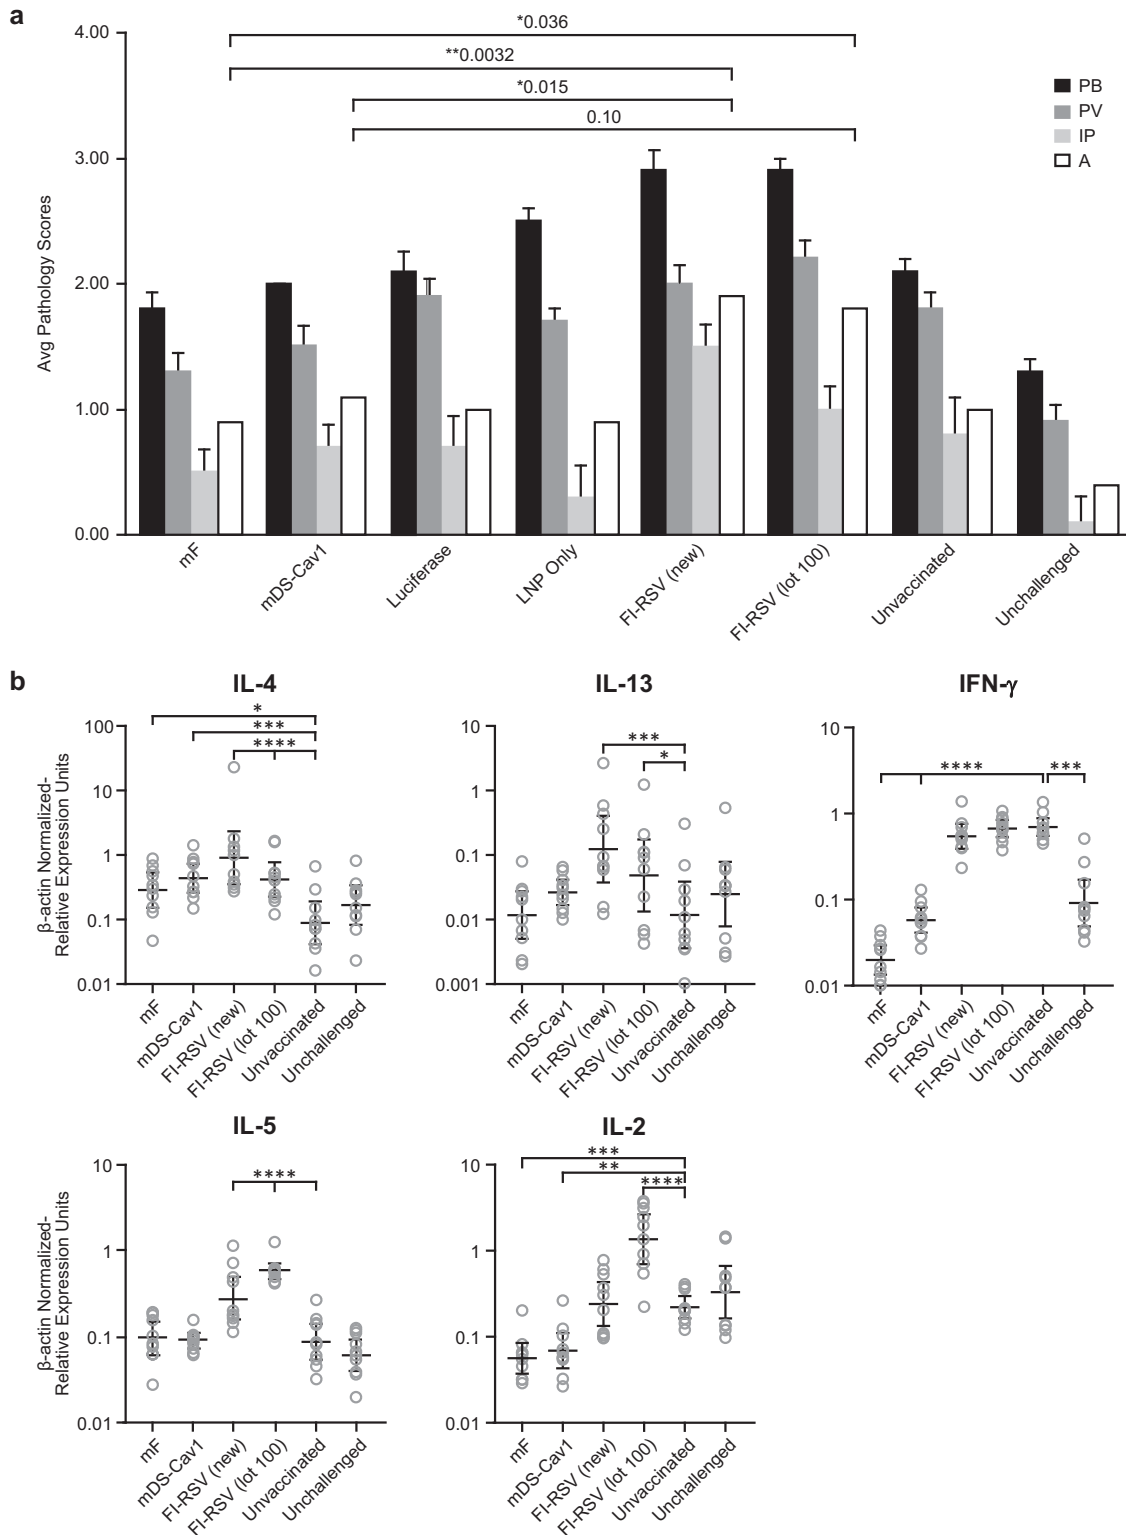 a
4.00
3.00
2.00
1.00
0.00
Avg Pathology Scores
*0.036
**0.0032
*0.015
0.10
PB
PV
IP
A
mF
mDS-Cav1
Luciferase
LNP Only
FI-RSV (new)
FI-RSV (lot 100)
Unvaccinated
Unchallenged
b
IL-4
β-actin Normalized-
Relative Expression Units
100
10
1
0.1
0.01
*
***
****
mF
mDS-Cav1
FI-RSV (new)
FI-RSV (lot 100)
Unvaccinated
Unchallenged
IL-13
10
1
0.1
0.01
0.001
***
*
mF
mDS-Cav1
FI-RSV (new)
FI-RSV (lot 100)
Unvaccinated
Unchallenged
IFN-γ
10
1
0.1
0.01
****
***
mF
mDS-Cav1
FI-RSV (new)
FI-RSV (lot 100)
Unvaccinated
Unchallenged
IL-5
β-actin Normalized-
Relative Expression Units
10
1
0.1
0.01
****
mF
mDS-Cav1
FI-RSV (new)
FI-RSV (lot 100)
Unvaccinated
Unchallenged
IL-2
10
1
0.1
0.01
***
**
****
mF
mDS-Cav1
FI-RSV (new)
FI-RSV (lot 100)
Unvaccinated
Unchallenged